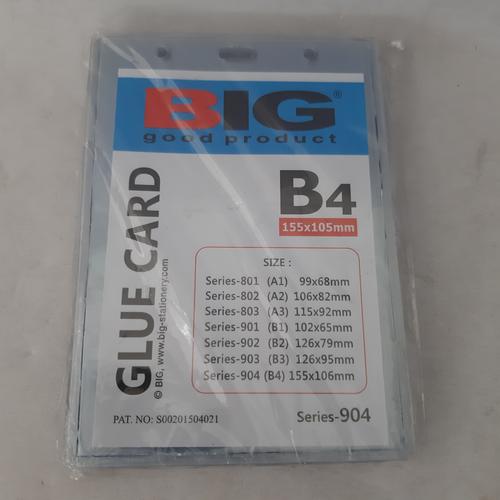 BIG®
good product
B4
155x105mm
GLUE CARD
© BIG, www.big-stationery.com
SIZE :
Series-801 (A1) 99x68mm
Series-802 (A2) 106x82mm
Series-803 (A3) 115x92mm
Series-901 (B1) 102x65mm
Series-902 (B2) 126x79mm
Series-903 (B3) 126x95mm
Series-904 (B4) 155x106mm
PAT. NO: S00201504021
Series-904